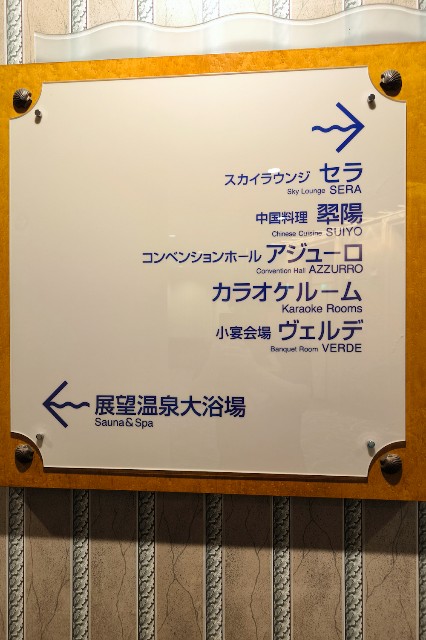 スカイラウンジ セラ
Sky Lounge SERA
中国料理 翠陽
Chinese Cuisine SUIYO
コンベンションホール アジューロ
Convention Hall AZZURRO
カラオケルーム
Karaoke Rooms
小宴会場 ヴェルデ
Banquet Room VERDE
展望温泉大浴場
Sauna & Spa